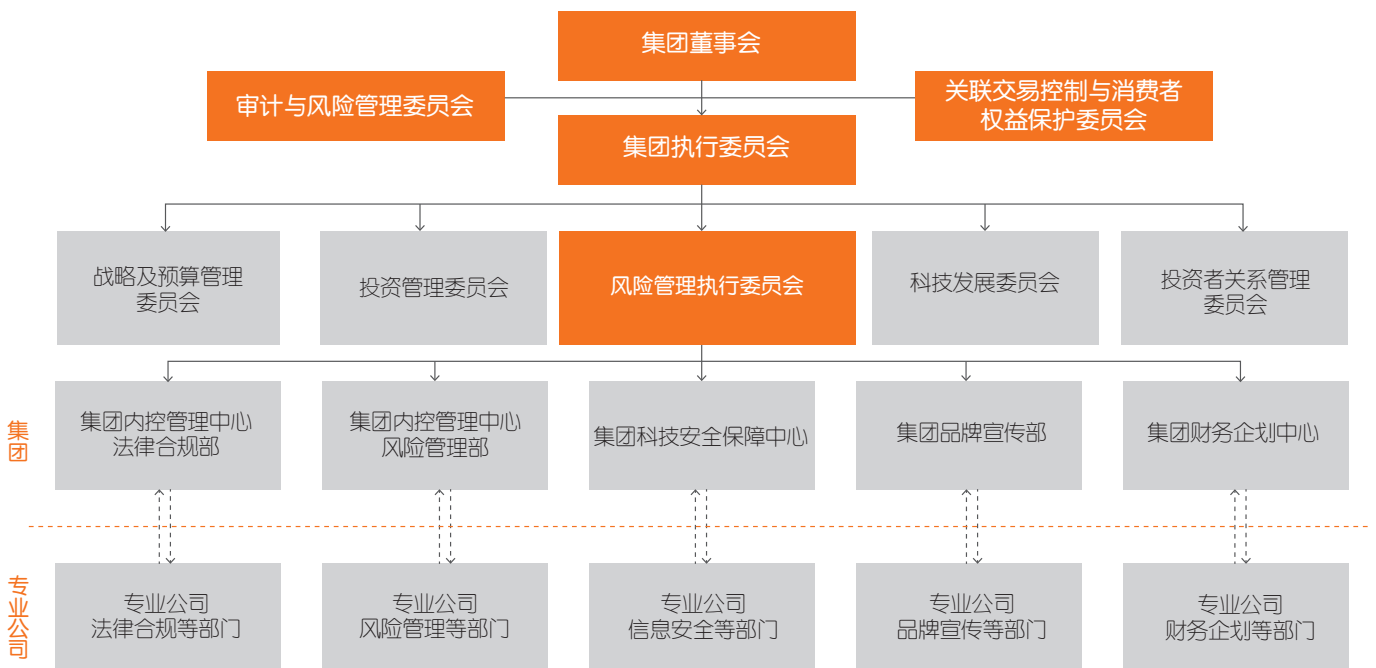 集团董事会
审计与风险管理委员会
关联交易控制与消费者
权益保护委员会
集团执行委员会
战略及预算管理
委员会
投资管理委员会
风险管理执行委员会
科技发展委员会
投资者关系管理
委员会
集团
集团内控管理中心
法律合规部
集团内控管理中心
风险管理部
集团科技安全保障中心
集团品牌宣传部
集团财务企划中心
专业公司
专业公司
法律合规等部门
专业公司
风险管理等部门
专业公司
信息安全等部门
专业公司
品牌宣传等部门
专业公司
财务企划等部门